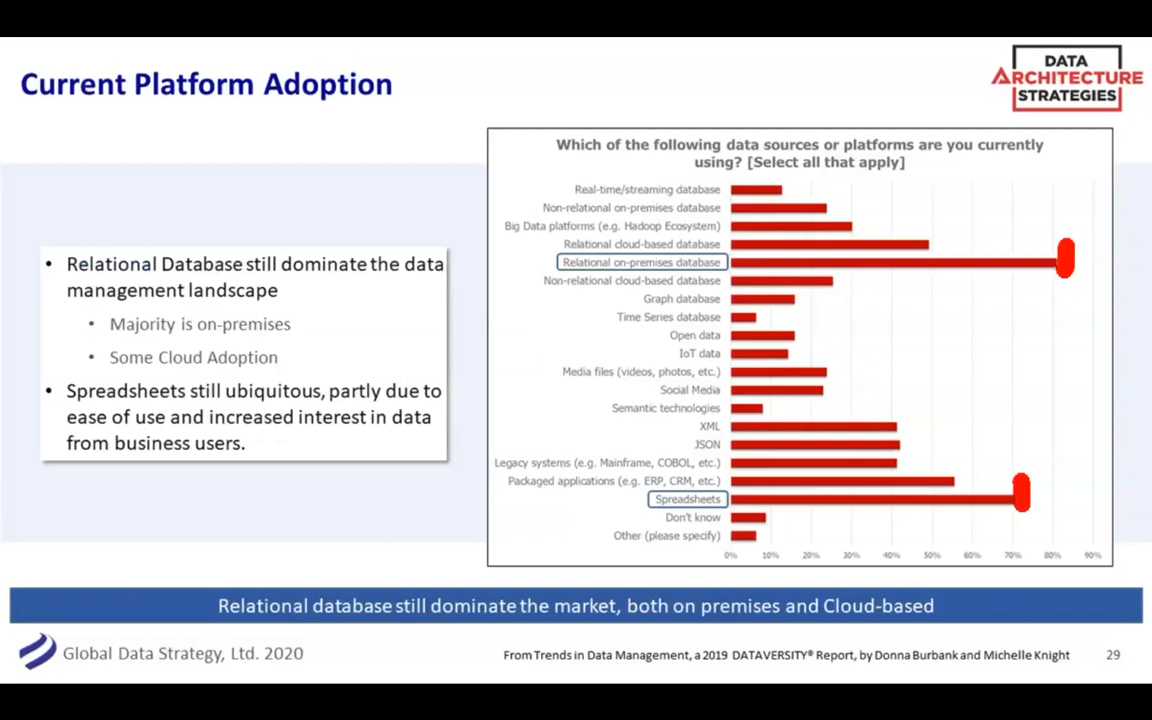 Current Platform Adoption
DATA
ARCHITECTURE
STRATEGIES
• Relational Database still dominate the data
management landscape
• Majority is on-premises
• Some Cloud Adoption
• Spreadsheets still ubiquitous, partly due to
ease of use and increased interest in data
from business users.
Which of the following data sources or platforms are you currently
using? [Select all that apply]
Real-time/streaming database
Non-relational on-premises database
Big Data platforms (e.g. Hadoop Ecosystem)
Relational cloud-based database
Relational on-premises database
Non-relational cloud-based database
Graph database
Time Series database
Open data
IoT data
Media files (videos, photos, etc.)
Social Media
Semantic technologies
XML
JSON
Legacy systems (e.g. Mainframe, COBOL, etc.)
Packaged applications (e.g. ERP, CRM, etc.)
Spreadsheets
Don't know
Other (please specify)
0% 10% 20% 30% 40% 50% 60% 70% 80% 90%
Relational database still dominate the market, both on premises and Cloud-based
Global Data Strategy, Ltd. 2020
From Trends in Data Management, a 2019 DATAVERSITY® Report, by Donna Burbank and Michelle Knight
29